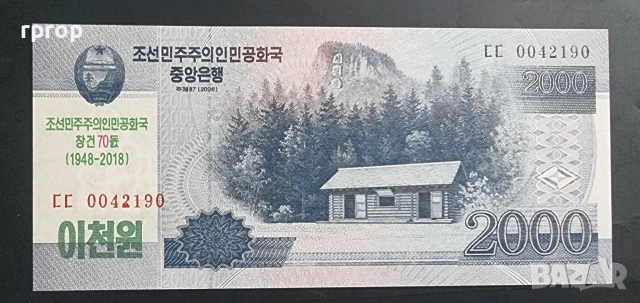 rprop
조선민주주의인민공화국
중앙은행
주체97 (2008)
ㄷㄷ 0042190
2000
조선민주주의인민공화국
창건 70돐
(1948-2018)
ㄷㄷ 0042190
이천원
2000
BAZAR